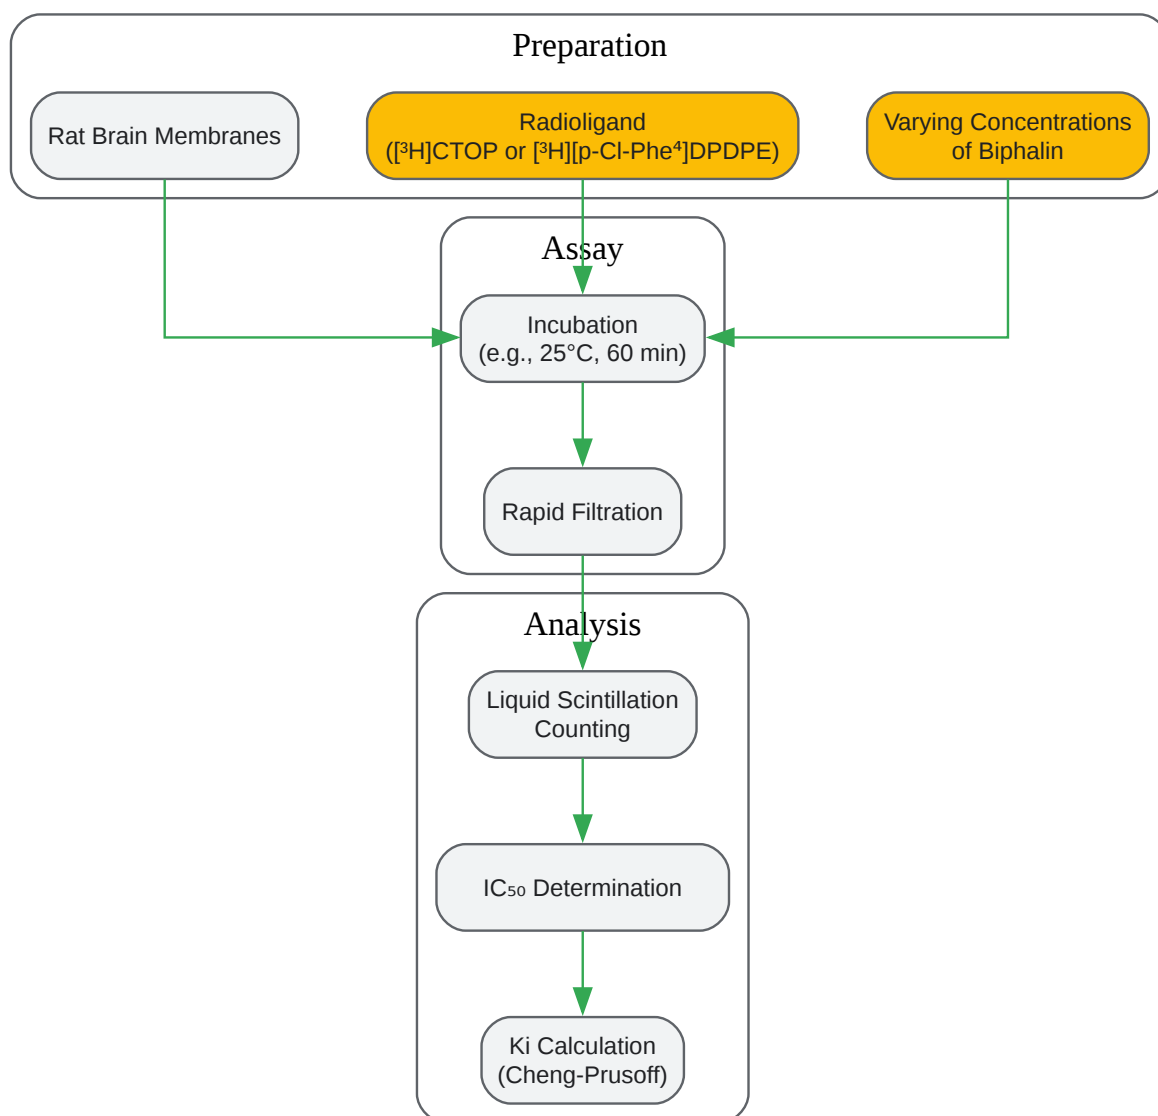 Preparation
Rat Brain Membranes
Radioligand
([³H]CTOP or [³H][p-Cl-Phe⁴]DPDPE)
Varying Concentrations
of Biphalin
Assay
Incubation
(e.g., 25°C, 60 min)
Rapid Filtration
Analysis
Liquid Scintillation
Counting
IC₅₀ Determination
Ki Calculation
(Cheng-Prusoff)